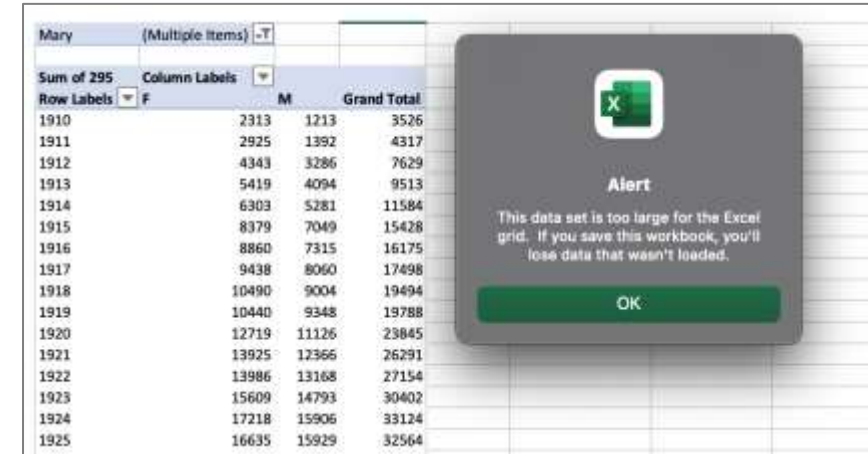 Mary (Multiple Items)
Sum of 295 Column Labels
Row Labels F M Grand Total
1910 2313 1213 3526
1911 2925 1392 4317
1912 4343 3286 7629
1913 5419 4094 9513
1914 6303 5281 11584
1915 8379 7049 15428
1916 8860 7315 16175
1917 9438 8060 17498
1918 10490 9004 19494
1919 10440 9348 19788
1920 12719 11126 23845
1921 13925 12366 26291
1922 13986 13168 27154
1923 15609 14793 30402
1924 17218 15906 33124
1925 16635 15929 32564
X
Alert
This data set is too large for the Excel
grid. If you save this workbook, you'll
lose data that wasn't loaded.
OK